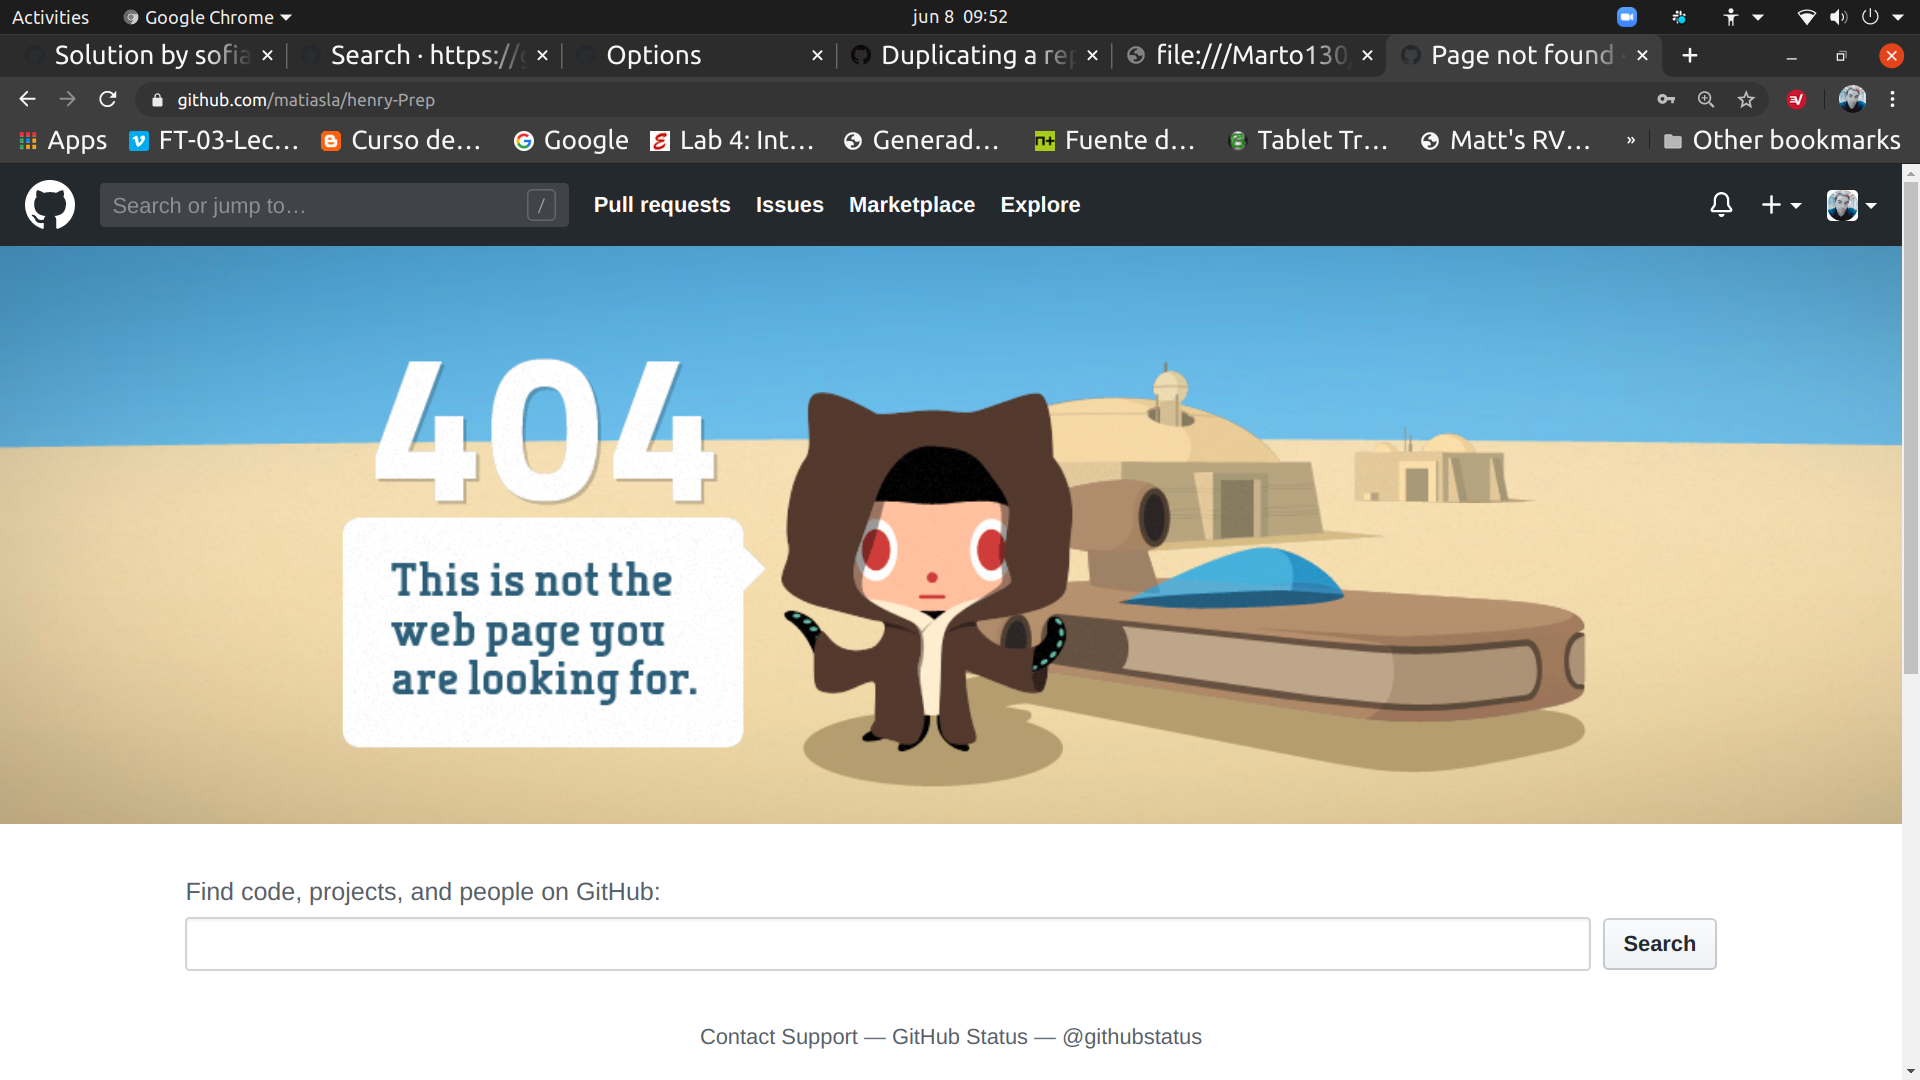 Activities Google Chrome jun 8 09:52
Solution by sofia Search · https://g Options Duplicating a rep file:///Marto130 Page not found
github.com/matiasla/henry-Prep
Apps FT-03-Lec... Curso de... Google Lab 4: Int... Generad... Fuente d... Tablet Tr... Matt's RV... » Other bookmarks
Search or jump to… / Pull requests Issues Marketplace Explore
404
This is not the
web page you
are looking for.
Find code, projects, and people on GitHub:
Search
Contact Support — GitHub Status — @githubstatus